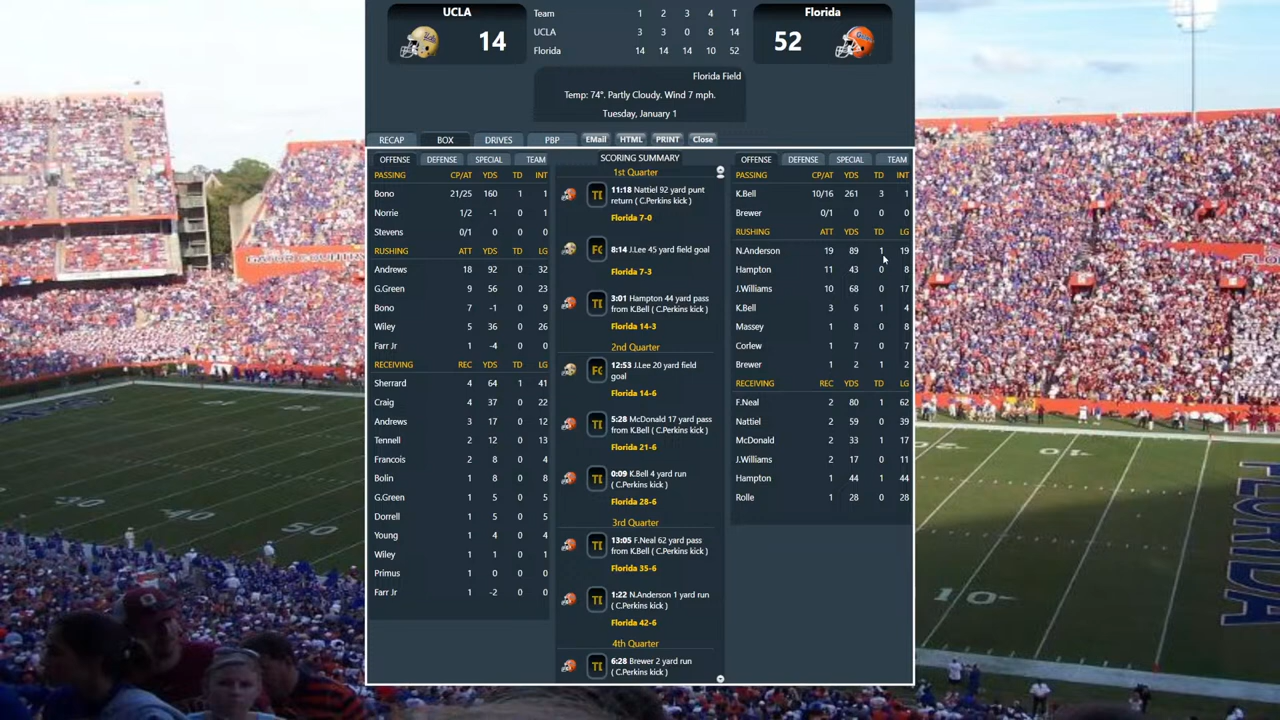 UCLA
14
Team 1 2 3 4 T
UCLA 3 3 0 8 14
Florida 14 14 14 10 52
Florida
52
Florida Field
Temp: 74°. Partly Cloudy. Wind 7 mph.
Tuesday, January 1
RECAP BOX DRIVES PBP EMail HTML PRINT Close
OFFENSE DEFENSE SPECIAL TEAM
PASSING CP/AT YDS TD INT
Bono 21/25 160 1 1
Norrie 1/2 -1 0 1
Stevens 0/1 0 0 0
RUSHING ATT YDS TD LG
Andrews 18 92 0 32
G.Green 9 56 0 23
Bono 7 -1 0 9
Wiley 5 36 0 26
Farr Jr 1 -4 0 0
RECEIVING REC YDS TD LG
Sherrard 4 64 1 41
Craig 4 37 0 22
Andrews 3 17 0 12
Tennell 2 12 0 13
Francois 2 8 0 4
Bolin 1 8 0 8
G.Green 1 5 0 5
Dorrell 1 5 0 5
Young 1 4 0 4
Wiley 1 1 0 1
Primus 1 0 0 0
Farr Jr 1 -2 0 0
SCORING SUMMARY
1st Quarter
11:18 Nattiel 92 yard punt
return ( C.Perkins kick )
Florida 7-0
8:14 J.Lee 45 yard field goal
Florida 7-3
3:01 Hampton 44 yard pass
from K.Bell ( C.Perkins kick )
Florida 14-3
2nd Quarter
12:53 J.Lee 20 yard field
goal
Florida 14-6
5:28 McDonald 17 yard pass
from K.Bell ( C.Perkins kick )
Florida 21-6
0:09 K.Bell 4 yard run
( C.Perkins kick )
Florida 28-6
3rd Quarter
13:05 F.Neal 62 yard pass
from K.Bell ( C.Perkins kick )
Florida 35-6
1:22 N.Anderson 1 yard run
( C.Perkins kick )
Florida 42-6
4th Quarter
6:28 Brewer 2 yard run
( C.Perkins kick )
OFFENSE DEFENSE SPECIAL TEAM
PASSING CP/AT YDS TD INT
K.Bell 10/16 261 3 1
Brewer 0/1 0 0 0
RUSHING ATT YDS TD LG
N.Anderson 19 89 1 19
Hampton 11 43 0 8
J.Williams 10 68 0 17
K.Bell 3 6 1 4
Massey 1 8 0 8
Corlew 1 7 0 7
Brewer 1 2 1 2
RECEIVING REC YDS TD LG
F.Neal 2 80 1 62
Nattiel 2 59 0 39
McDonald 2 33 1 17
J.Williams 2 17 0 11
Hampton 1 44 1 44
Rolle 1 28 0 28
FLORIDA